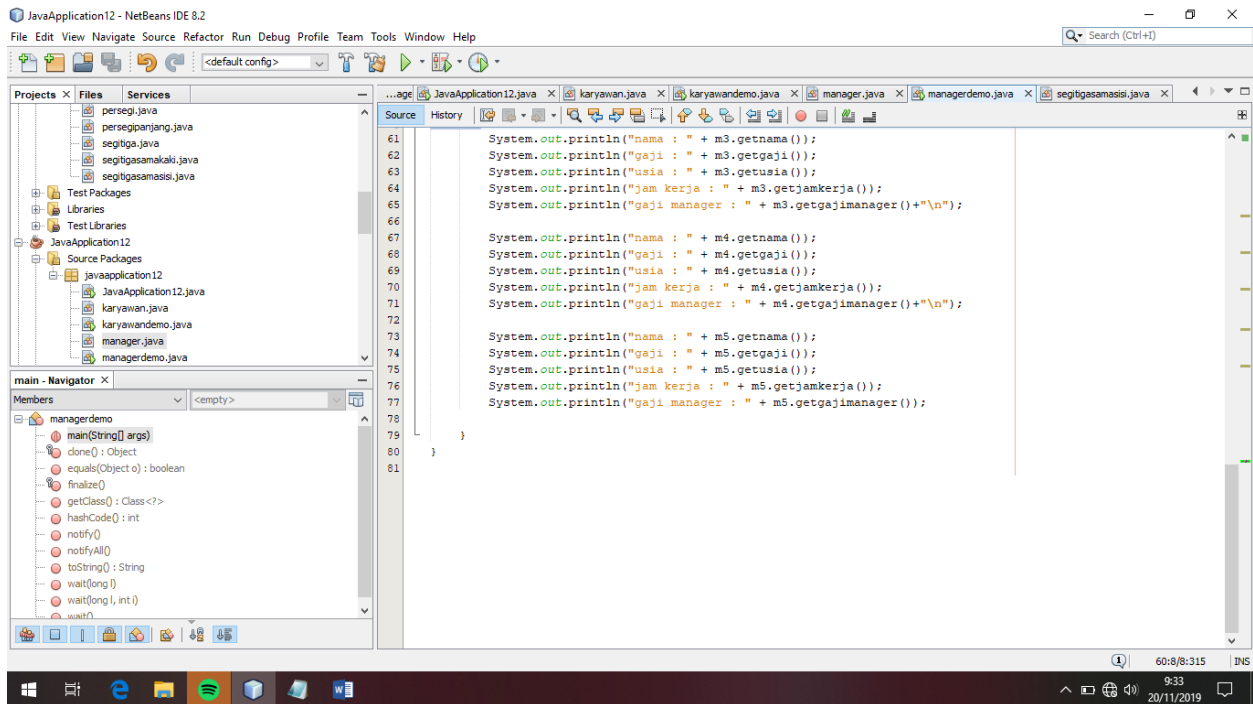 JavaApplication12 - NetBeans IDE 8.2
File Edit View Navigate Source Refactor Run Debug Profile Team Tools Window Help
Search (Ctrl+I)
<default config>
Projects Files Services
persegi.java
persegipanjang.java
segitiga.java
segitigasamakaki.java
segitigasamasisi.java
Test Packages
Libraries
Test Libraries
JavaApplication12
Source Packages
javaapplication12
JavaApplication12.java
karyawan.java
karyawandemo.java
manager.java
managerdemo.java
main - Navigator
Members
<empty>
managerdemo
main(String[] args)
clone() : Object
equals(Object o) : boolean
finalize()
getClass() : Class<?>
hashCode() : int
notify()
notifyAll()
toString() : String
wait(long l)
wait(long l, int i)
wait()
...age JavaApplication12.java karyawan.java karyawandemo.java manager.java managerdemo.java segitigasamasisi.java
Source History
61 System.out.println("nama : " + m3.getnama());
62 System.out.println("gaji : " + m3.getgaji());
63 System.out.println("usia : " + m3.getusia());
64 System.out.println("jam kerja : " + m3.getjamkerja());
65 System.out.println("gaji manager : " + m3.getgajimanager()+"\n");
66
67 System.out.println("nama : " + m4.getnama());
68 System.out.println("gaji : " + m4.getgaji());
69 System.out.println("usia : " + m4.getusia());
70 System.out.println("jam kerja : " + m4.getjamkerja());
71 System.out.println("gaji manager : " + m4.getgajimanager()+"\n");
72
73 System.out.println("nama : " + m5.getnama());
74 System.out.println("gaji : " + m5.getgaji());
75 System.out.println("usia : " + m5.getusia());
76 System.out.println("jam kerja : " + m5.getjamkerja());
77 System.out.println("gaji manager : " + m5.getgajimanager());
78
79 }
80 }
81
1 60:8/8:315 INS
9:33
20/11/2019